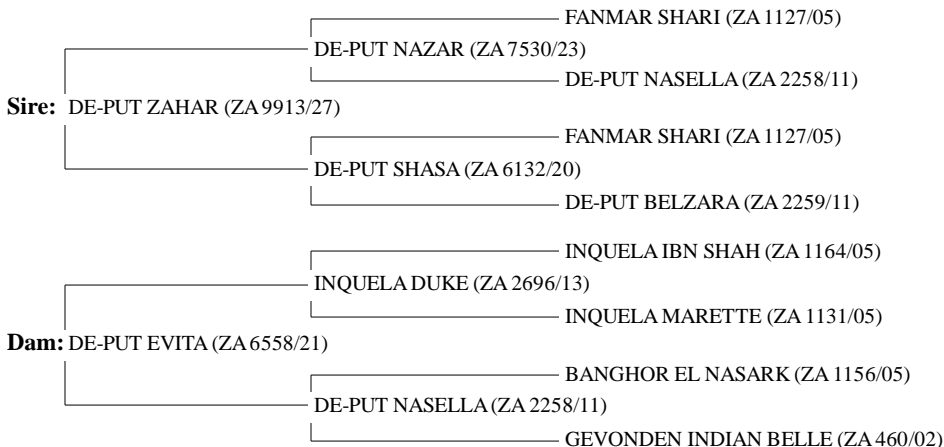 FANMAR SHARI (ZA 1127/05)
DE-PUT NAZAR (ZA 7530/23)
DE-PUT NASELLA (ZA 2258/11)
Sire: DE-PUT ZAHAR (ZA 9913/27)
FANMAR SHARI (ZA 1127/05)
DE-PUT SHASA (ZA 6132/20)
DE-PUT BELZARA (ZA 2259/11)
INQUELA IBN SHAH (ZA 1164/05)
INQUELA DUKE (ZA 2696/13)
INQUELA MARETTE (ZA 1131/05)
Dam: DE-PUT EVITA (ZA 6558/21)
BANGHOR EL NASARK (ZA 1156/05)
DE-PUT NASELLA (ZA 2258/11)
GEVONDEN INDIAN BELLE (ZA 460/02)